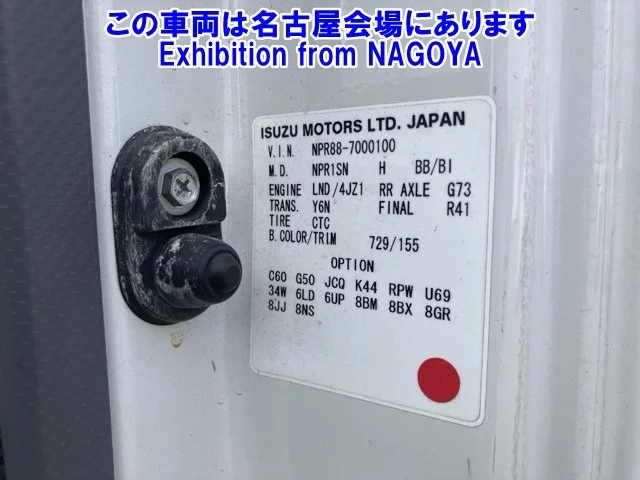 この車両は名古屋会場にあります
Exhibition from NAGOYA
ISUZU MOTORS LTD. JAPAN
V.I.N. NPR88-7000100
M.D. NPR1SN H BB/BI
ENGINE LND/4JZ1 RR AXLE G73
TRANS. Y6N FINAL R41
TIRE CTC
B.COLOR/TRIM 729/155
OPTION
C60 G50 JCQ K44 RPW U69
34W 6LD 6UP 8BM 8BX 8GR
8JJ 8NS